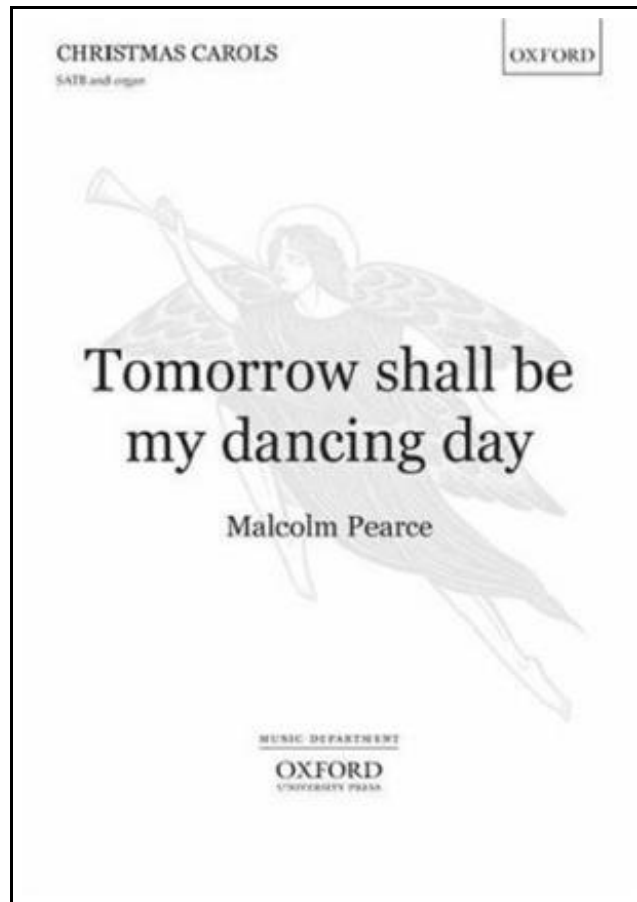 CHRISTMAS CAROLS
OXFORD
SATB and organ
Tomorrow shall be
my dancing day
Malcolm Pearce
MUSIC DEPARTMENT
OXFORD
UNIVERSITY PRESS